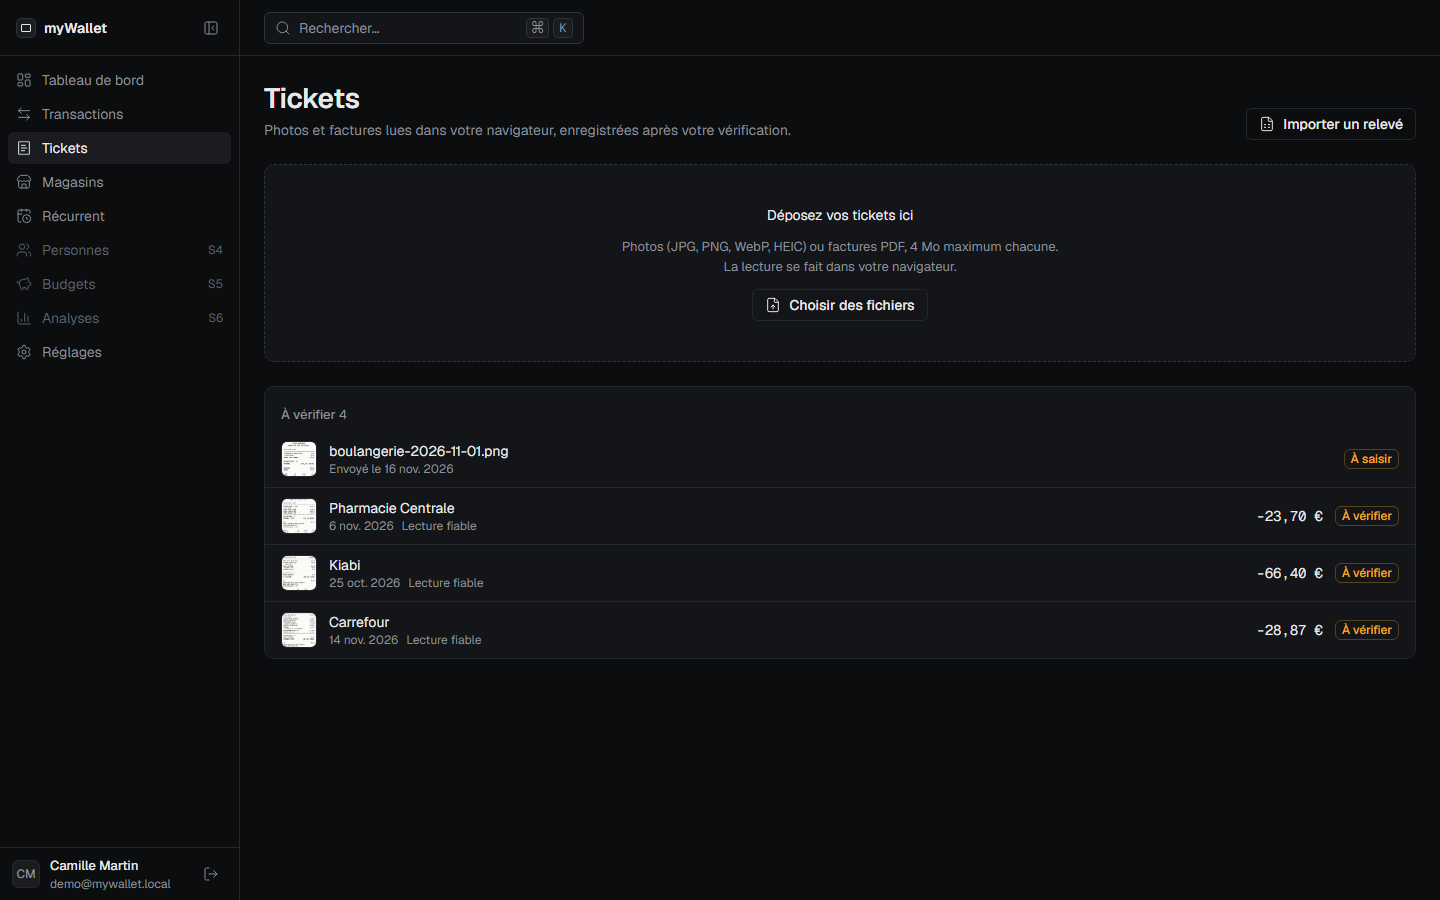 myWallet
Rechercher...
⌘ K
Tableau de bord
Transactions
Tickets
Magasins
Récurrent
Personnes S4
Budgets S5
Analyses S6
Réglages
Tickets
Photos et factures lues dans votre navigateur, enregistrées après votre vérification.
Importer un relevé
Déposez vos tickets ici
Photos (JPG, PNG, WebP, HEIC) ou factures PDF, 4 Mo maximum chacune.
La lecture se fait dans votre navigateur.
Choisir des fichiers
À vérifier 4
boulangerie-2026-11-01.png
Envoyé le 16 nov. 2026
À saisir
Pharmacie Centrale
6 nov. 2026 Lecture fiable
-23,70 € À vérifier
Kiabi
25 oct. 2026 Lecture fiable
-66,40 € À vérifier
Carrefour
14 nov. 2026 Lecture fiable
-28,87 € À vérifier
CM
Camille Martin
demo@mywallet.local